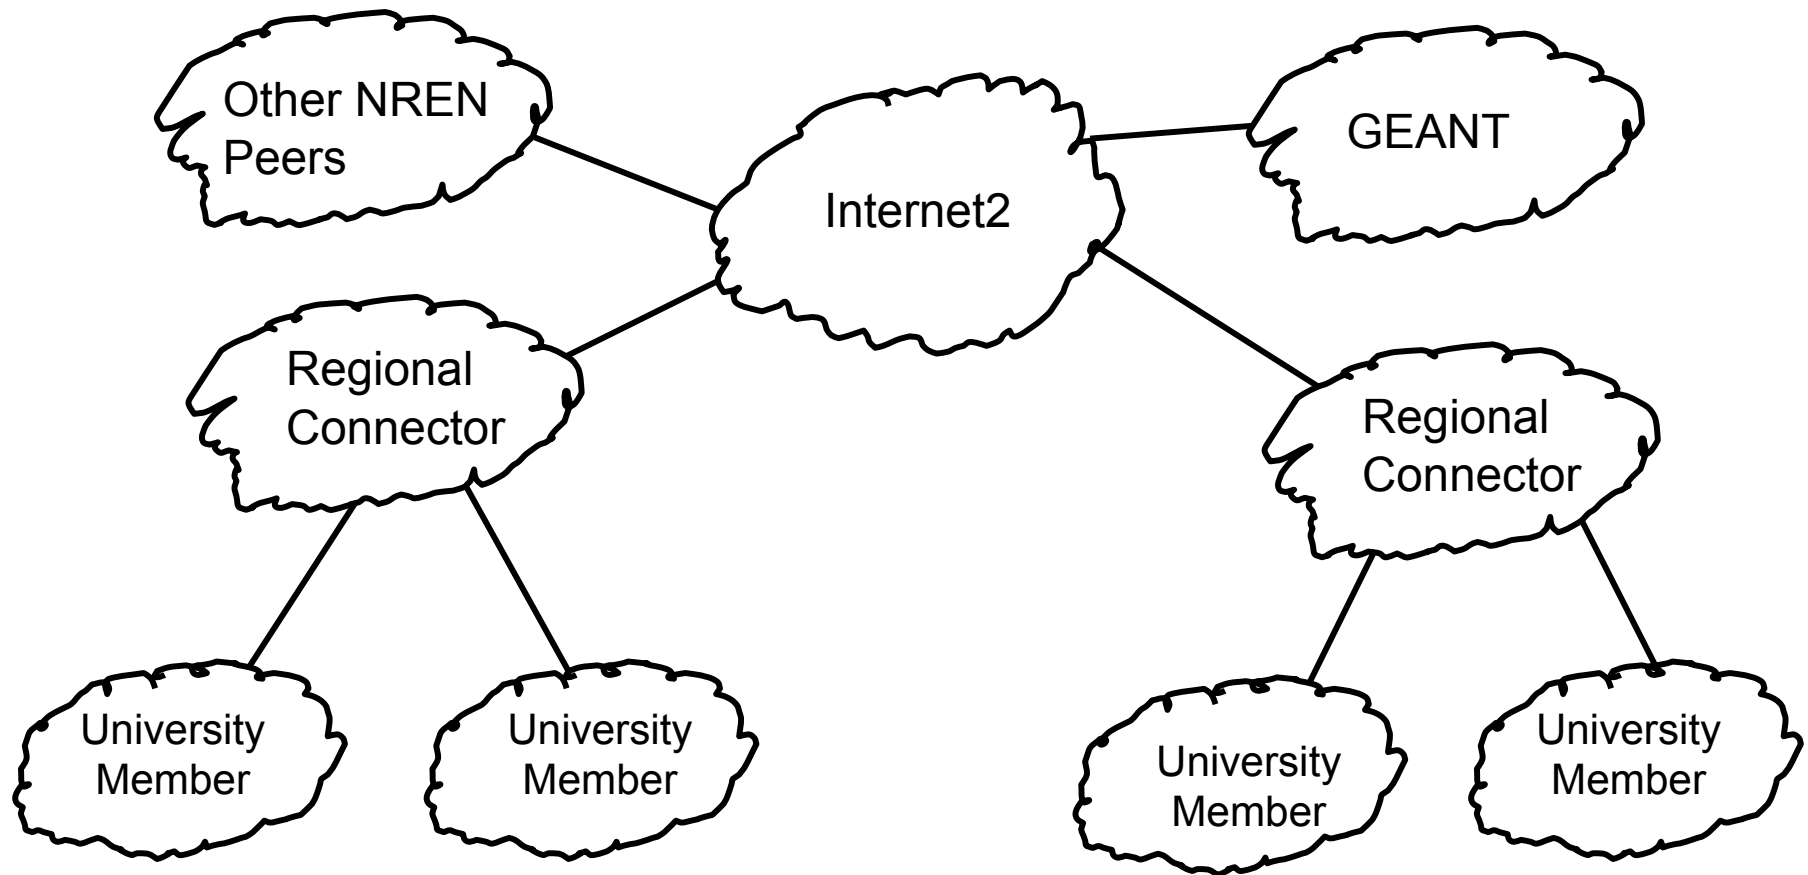 Other NREN
Peers
Internet2
GEANT
Regional
Connector
Regional
Connector
University
Member
University
Member
University
Member
University
Member